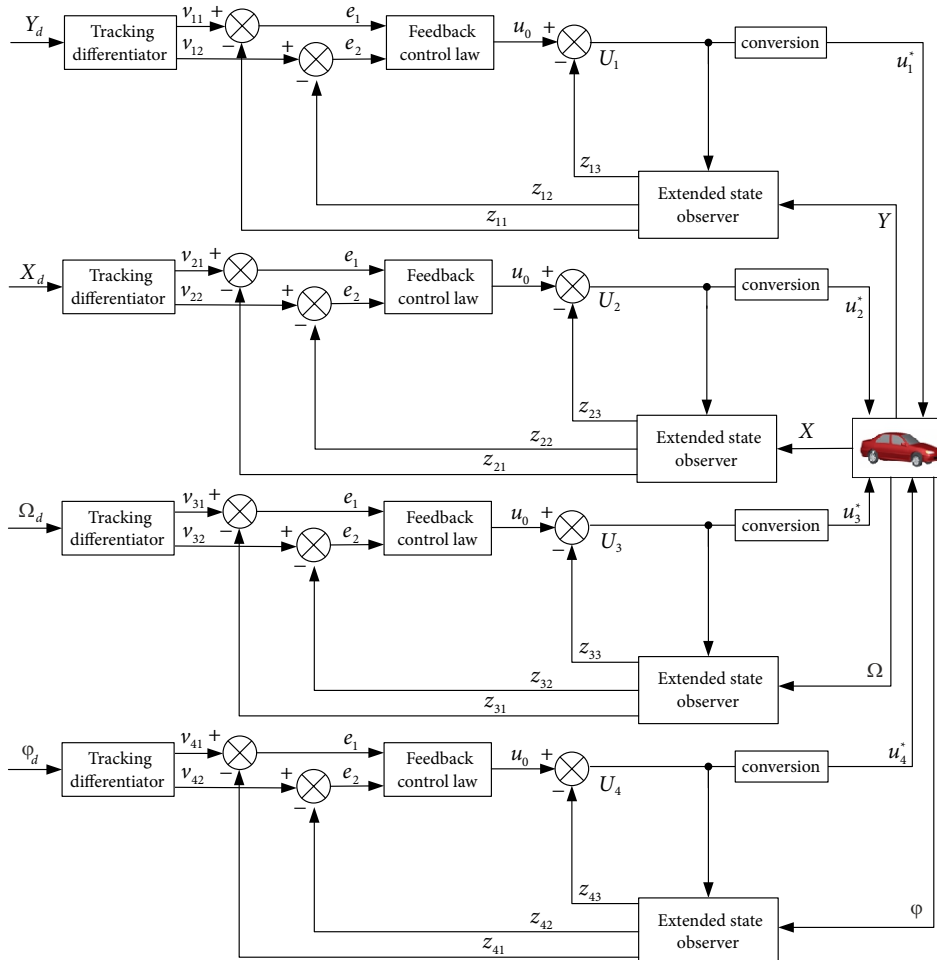 Y_d
Tracking differentiator
v_11 +
v_12
−
e_1
+
e_2
−
Feedback control law
u_0 +
−
U_1
conversion
u_1^*
z_13
z_12
z_11
Extended state observer
Y
X_d
Tracking differentiator
v_21 +
v_22
−
e_1
+
e_2
−
Feedback control law
u_0 +
−
U_2
conversion
u_2^*
z_23
z_22
z_21
Extended state observer
X
Ω_d
Tracking differentiator
v_31 +
v_32
−
e_1
+
e_2
−
Feedback control law
u_0 +
−
U_3
conversion
u_3^*
z_33
z_32
z_31
Extended state observer
Ω
φ_d
Tracking differentiator
v_41 +
v_42
−
e_1
+
e_2
−
Feedback control law
u_0 +
−
U_4
conversion
u_4^*
z_43
z_42
z_41
Extended state observer
φ